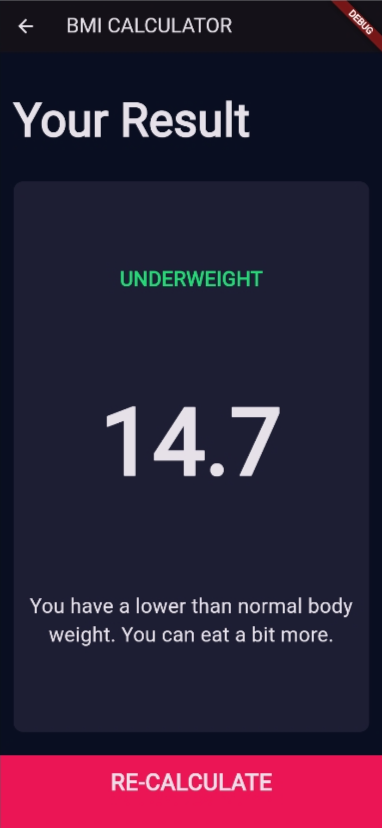 BMI CALCULATOR
DEBUG
Your Result
UNDERWEIGHT
14.7
You have a lower than normal body
weight. You can eat a bit more.
RE-CALCULATE